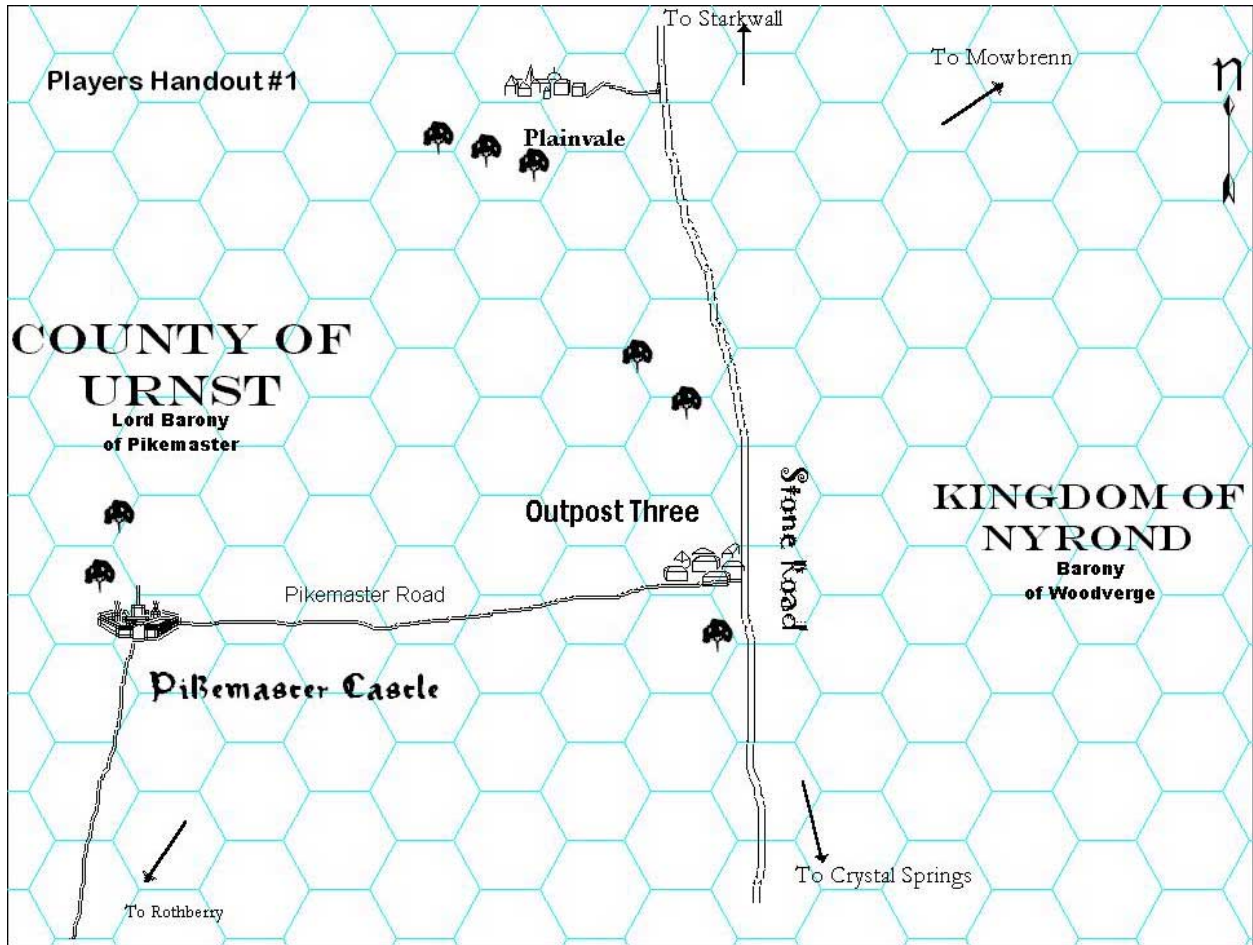 To Starkwall
To Mowbrenn
Players Handout #1
n
Plainvale
COUNTY OF
URNST
Lord Barony
of Pikemaster
Stone Road
KINGDOM OF
NYROND
Barony
of Woodverge
Outpost Three
Pikemaster Road
Pikemaster Castle
To Crystal Springs
To Rothberry